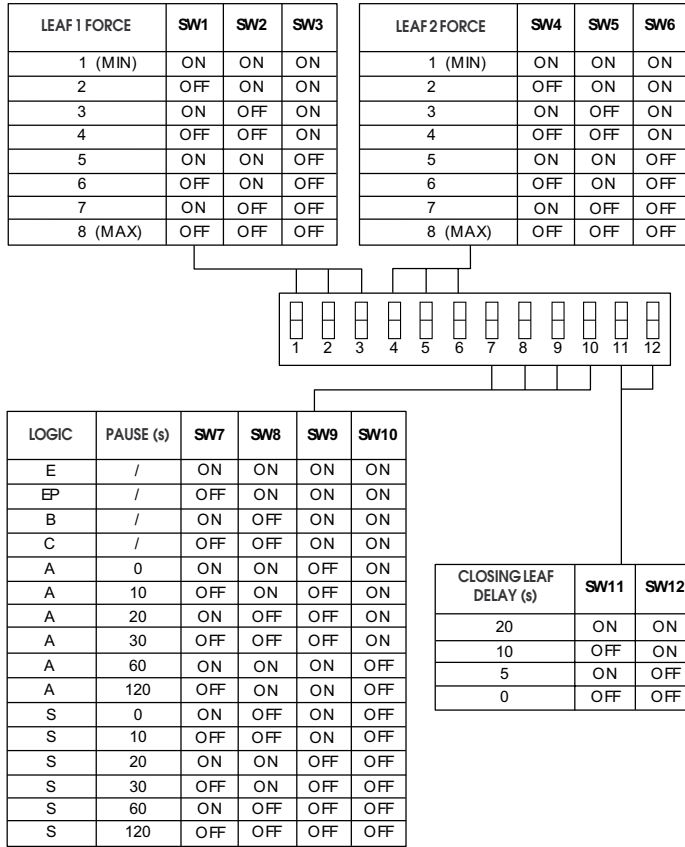 LEAF 1 FORCE SW1 SW2 SW3
1 (MIN) ON ON ON
2 OFF ON ON
3 ON OFF ON
4 OFF OFF ON
5 ON ON OFF
6 OFF ON OFF
7 ON OFF OFF
8 (MAX) OFF OFF OFF
LEAF 2 FORCE SW4 SW5 SW6
1 (MIN) ON ON ON
2 OFF ON ON
3 ON OFF ON
4 OFF OFF ON
5 ON ON OFF
6 OFF ON OFF
7 ON OFF OFF
8 (MAX) OFF OFF OFF
1 2 3 4 5 6 7 8 9 10 11 12
LOGIC PAUSE (s) SW7 SW8 SW9 SW10
E / ON ON ON ON
EP / OFF ON ON ON
B / ON OFF ON ON
C / OFF OFF ON ON
A 0 ON ON OFF ON
A 10 OFF ON OFF ON
A 20 ON OFF OFF ON
A 30 OFF OFF OFF ON
A 60 ON ON ON OFF
A 120 OFF ON ON OFF
S 0 ON OFF ON OFF
S 10 OFF OFF ON OFF
S 20 ON ON OFF OFF
S 30 OFF ON OFF OFF
S 60 ON OFF OFF OFF
S 120 OFF OFF OFF OFF
CLOSING LEAF
DELAY (s) SW11 SW12
20 ON ON
10 OFF ON
5 ON OFF
0 OFF OFF